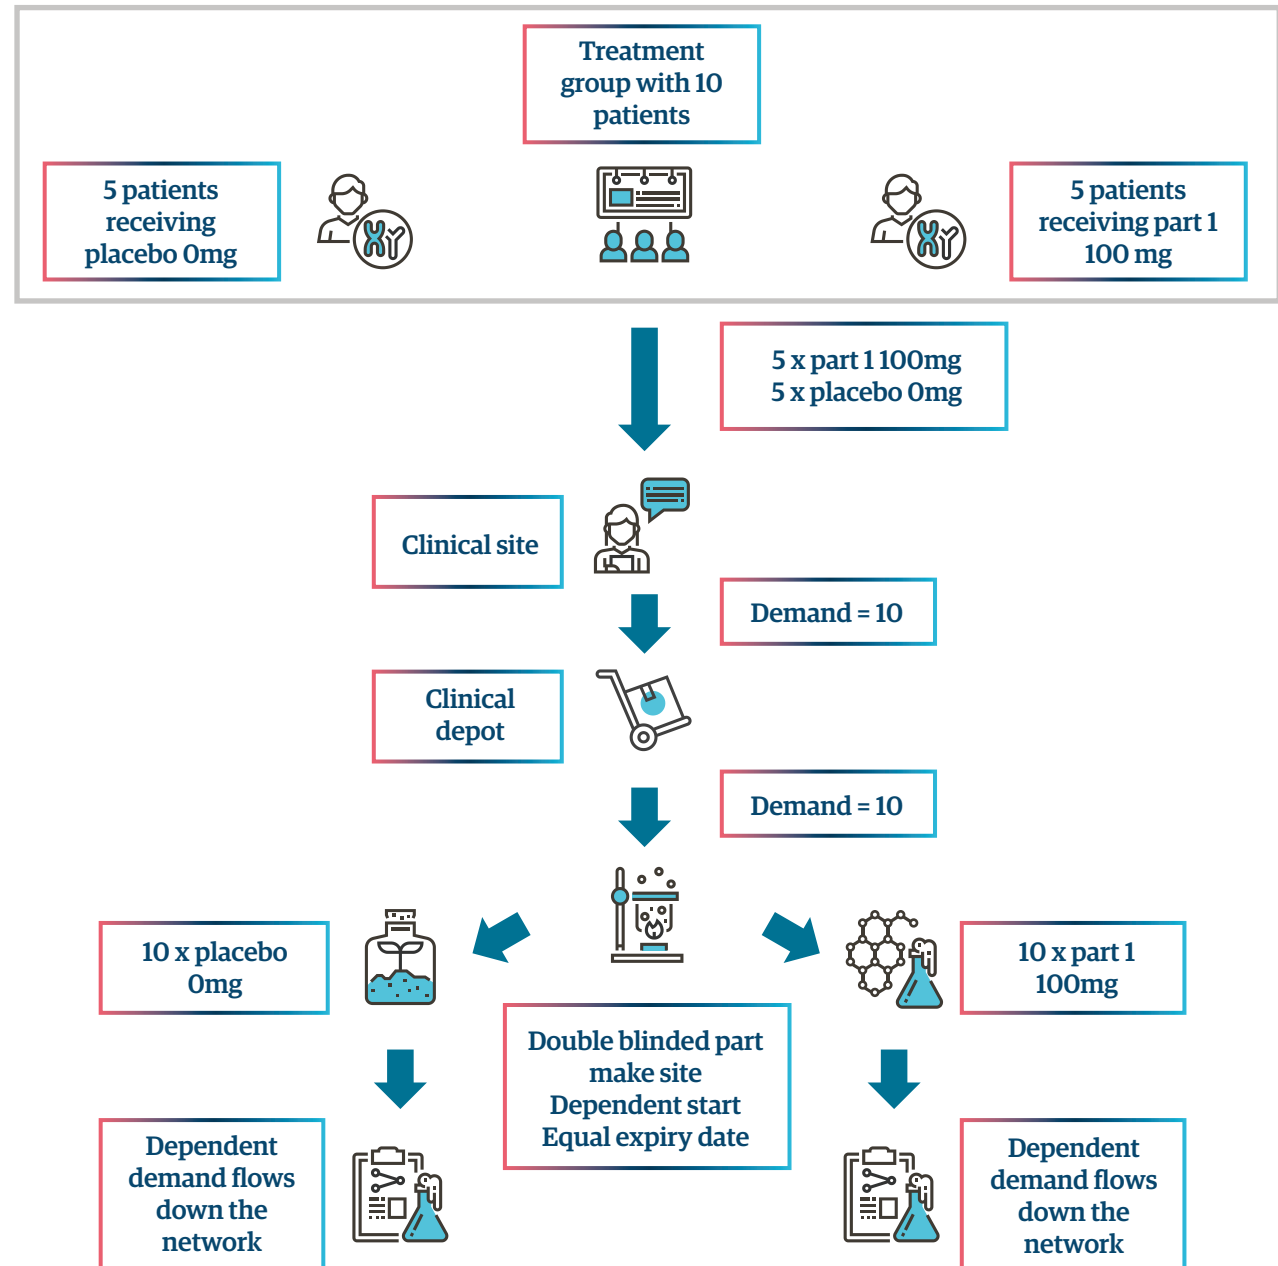 Treatment
group with 10
patients
5 patients
receiving
placebo 0mg
5 patients
receiving part 1
100 mg
5 x part 1 100mg
5 x placebo 0mg
Clinical site
Demand = 10
Clinical
depot
Demand = 10
10 x placebo
0mg
10 x part 1
100mg
Double blinded part
make site
Dependent start
Equal expiry date
Dependent
demand flows
down the
network
Dependent
demand flows
down the
network